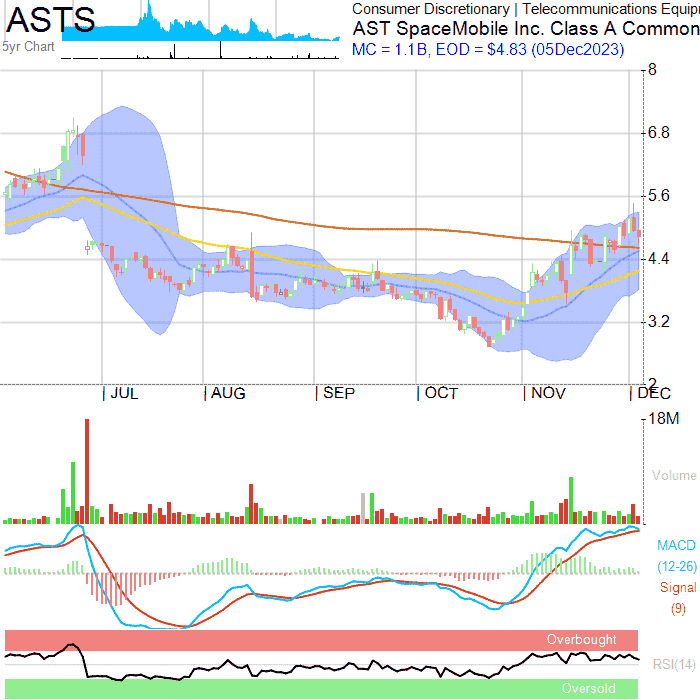 ASTS
5yr Chart
Consumer Discretionary | Telecommunications Equip
AST SpaceMobile Inc. Class A Common
MC = 1.1B, EOD = $4.83 (05Dec2023)
8
6.8
5.6
4.4
3.2
2
| JUL | AUG | SEP | OCT | NOV | DEC
18M
Volume
MACD
(12-26)
Signal
(9)
Overbought
RSI(14)
Oversold